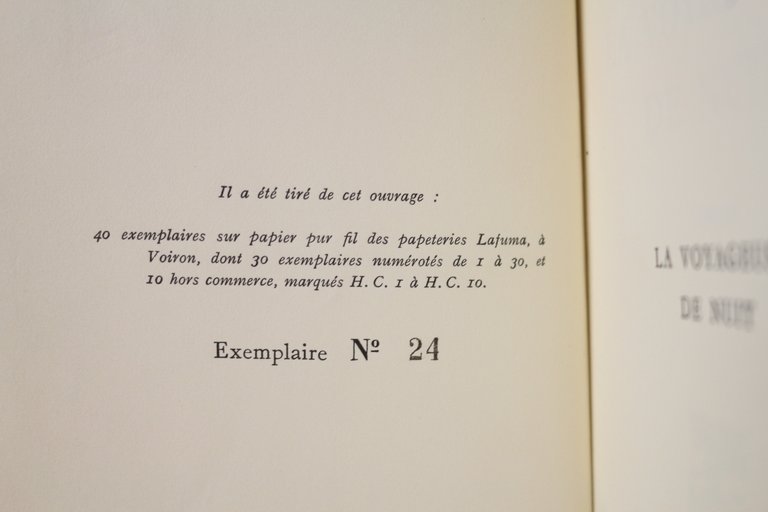 Il a été tiré de cet ouvrage :
40 exemplaires sur papier pur fil des papeteries Lafuma, à
Voiron, dont 30 exemplaires numérotés de 1 à 30, et
10 hors commerce, marqués H. C. 1 à H. C. 10.
Exemplaire Nº 24
LA
DE NUIT